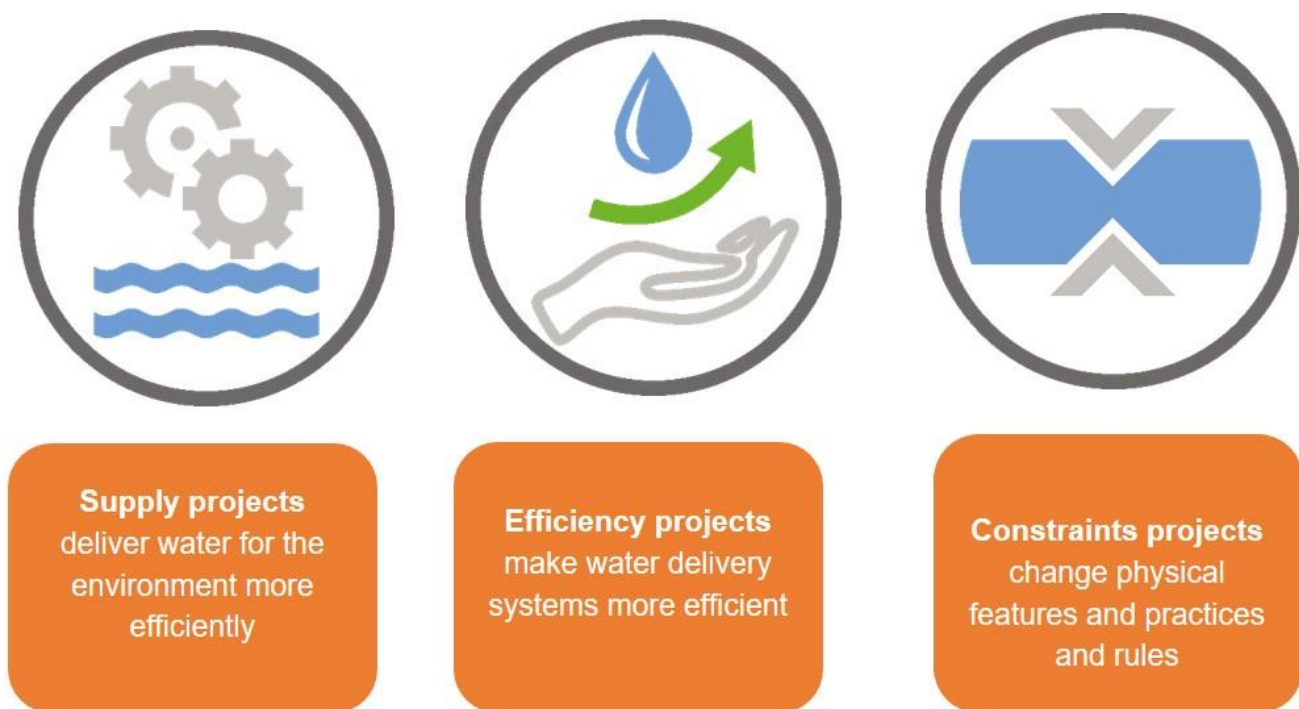 Supply projects
deliver water for the
environment more
efficiently
Efficiency projects
make water delivery
systems more efficient
Constraints projects
change physical
features and practices
and rules